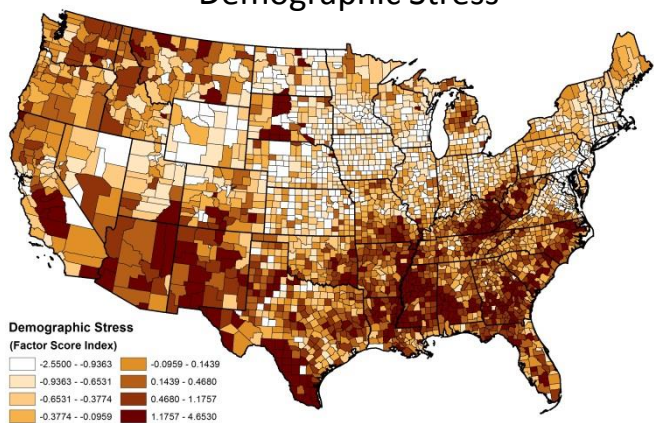 Demographic Stress
Demographic Stress
(Factor Score Index)
-2.5500 - -0.9363
-0.9363 - -0.6531
-0.6531 - -0.3774
-0.3774 - -0.0959
-0.0959 - 0.1439
0.1439 - 0.4680
0.4680 - 1.1757
1.1757 - 4.6530